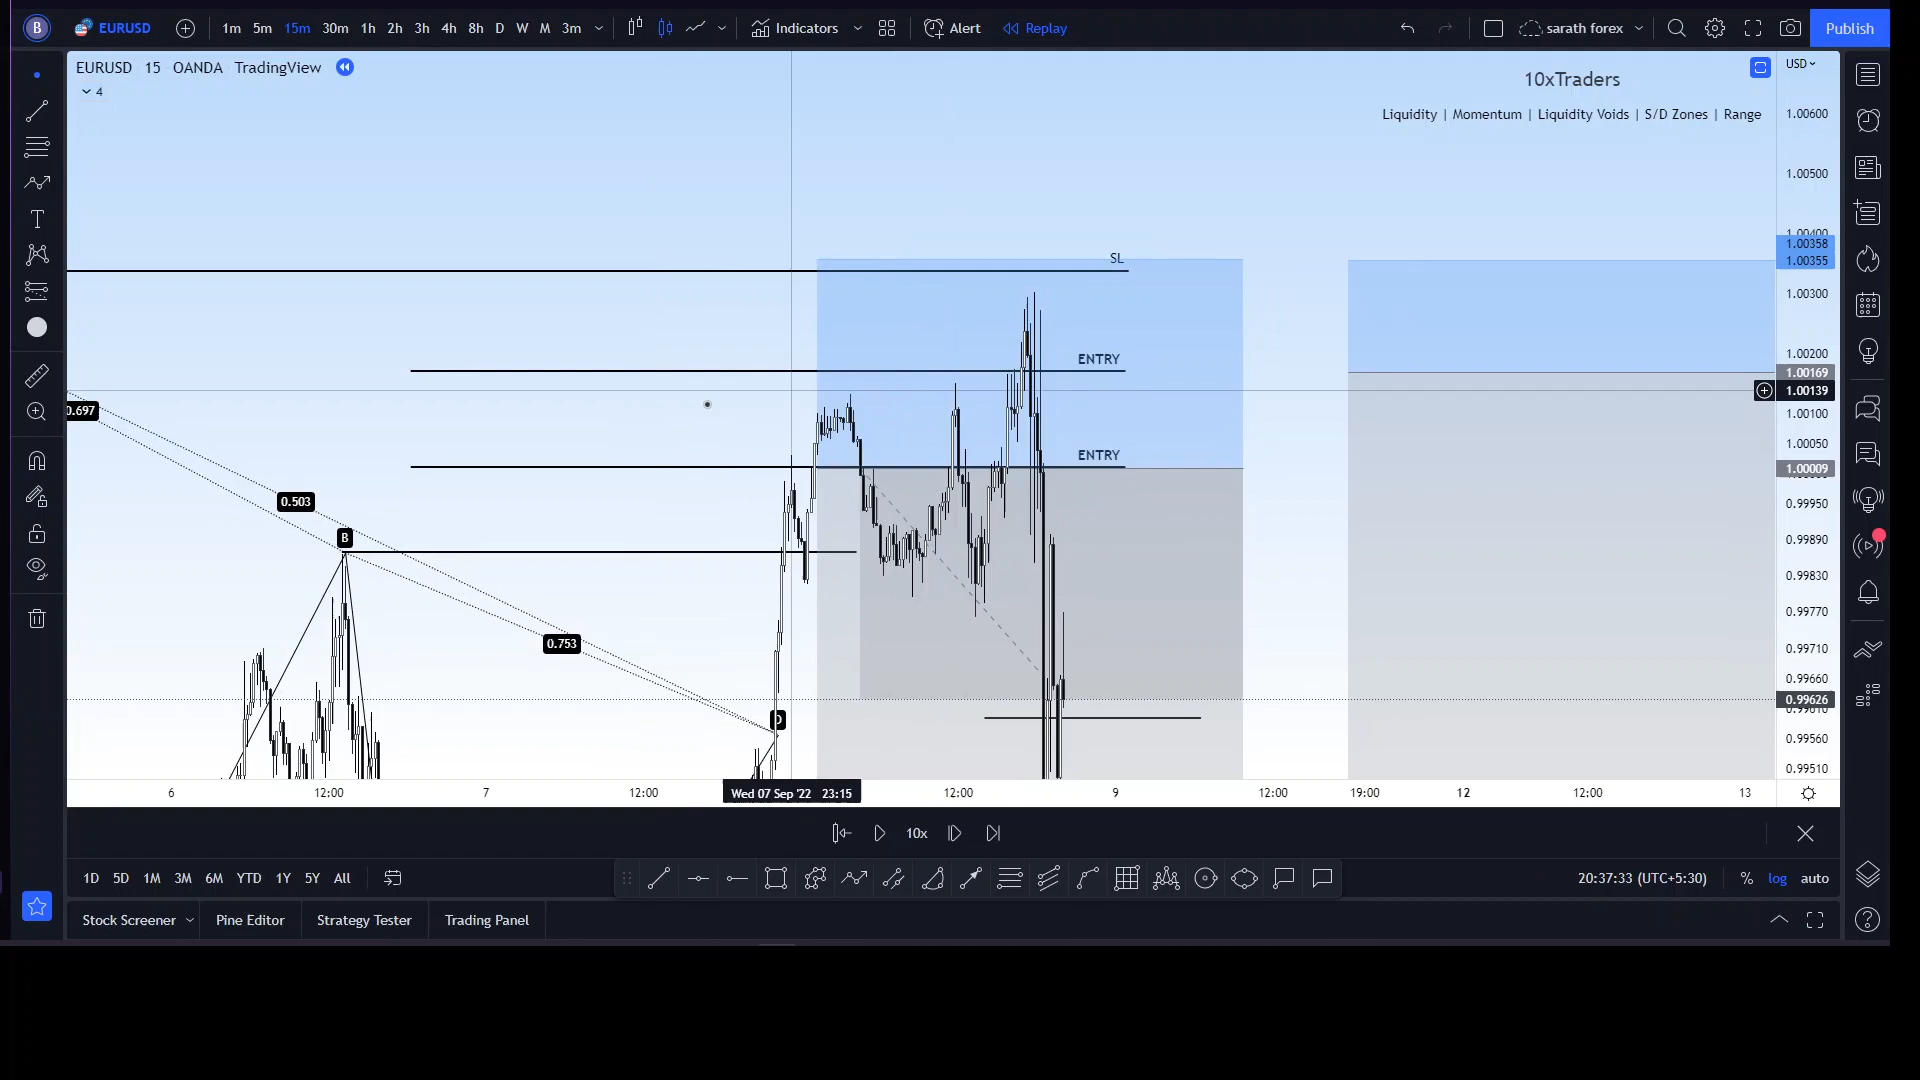 B EURUSD 1m 5m 15m 30m 1h 2h 3h 4h 8h D W M 3m Indicators Alert Replay sarath forex Publish
EURUSD 15 OANDA TradingView
4
10xTraders
Liquidity | Momentum | Liquidity Voids | S/D Zones | Range
USD
1.00600
1.00500
1.00400
1.00358
1.00355
1.00300
1.00200
1.00169
1.00139
1.00100
1.00050
1.00009
0.99950
0.99890
0.99830
0.99770
0.99710
0.99660
0.99626
0.99610
0.99560
0.99510
SL
ENTRY
ENTRY
0.697
0.503
B
0.753
D
6 12:00 7 12:00 Wed 07 Sep '22 23:15 12:00 9 12:00 19:00 12 12:00 13
10x
1D 5D 1M 3M 6M YTD 1Y 5Y All
20:37:33 (UTC+5:30) % log auto
Stock Screener Pine Editor Strategy Tester Trading Panel